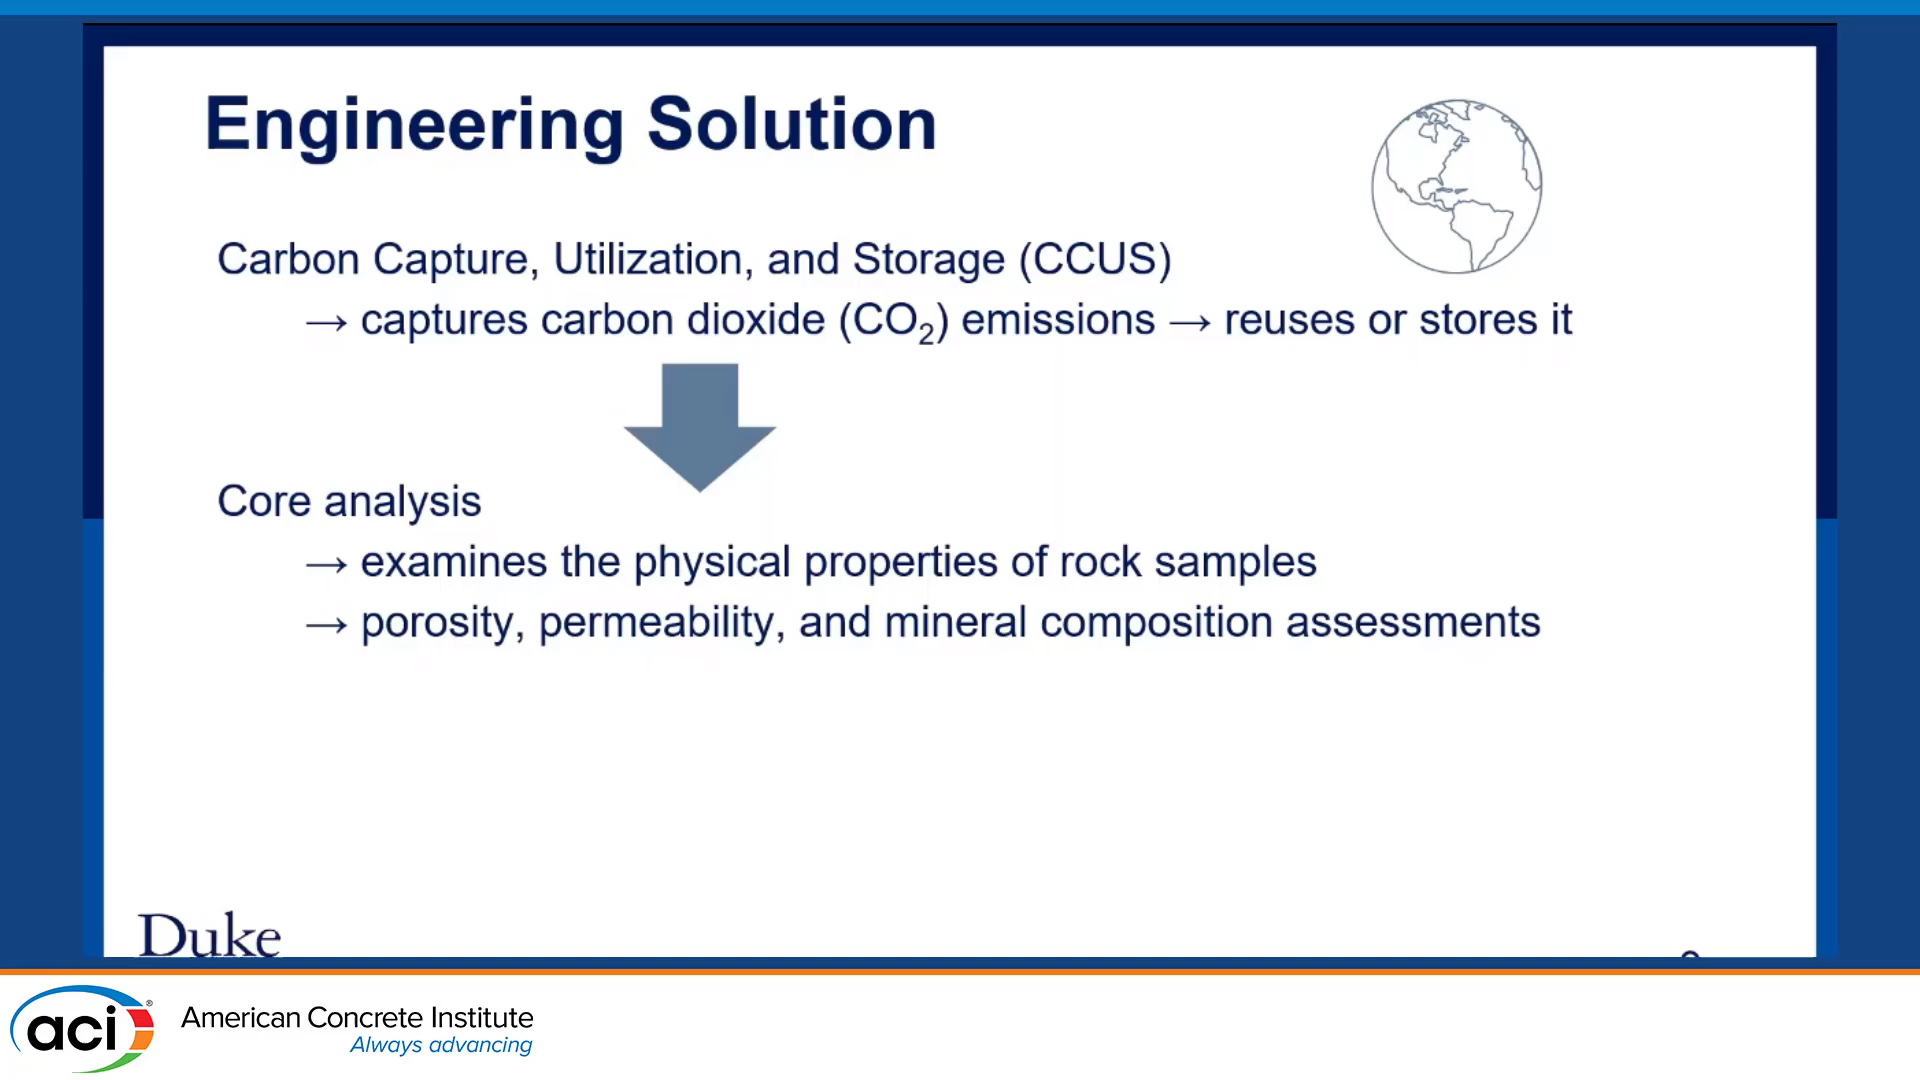 Engineering Solution
Carbon Capture, Utilization, and Storage (CCUS)
→ captures carbon dioxide (CO₂) emissions → reuses or stores it
Core analysis
→ examines the physical properties of rock samples
→ porosity, permeability, and mineral composition assessments
Duke
aci®
American Concrete Institute
Always advancing